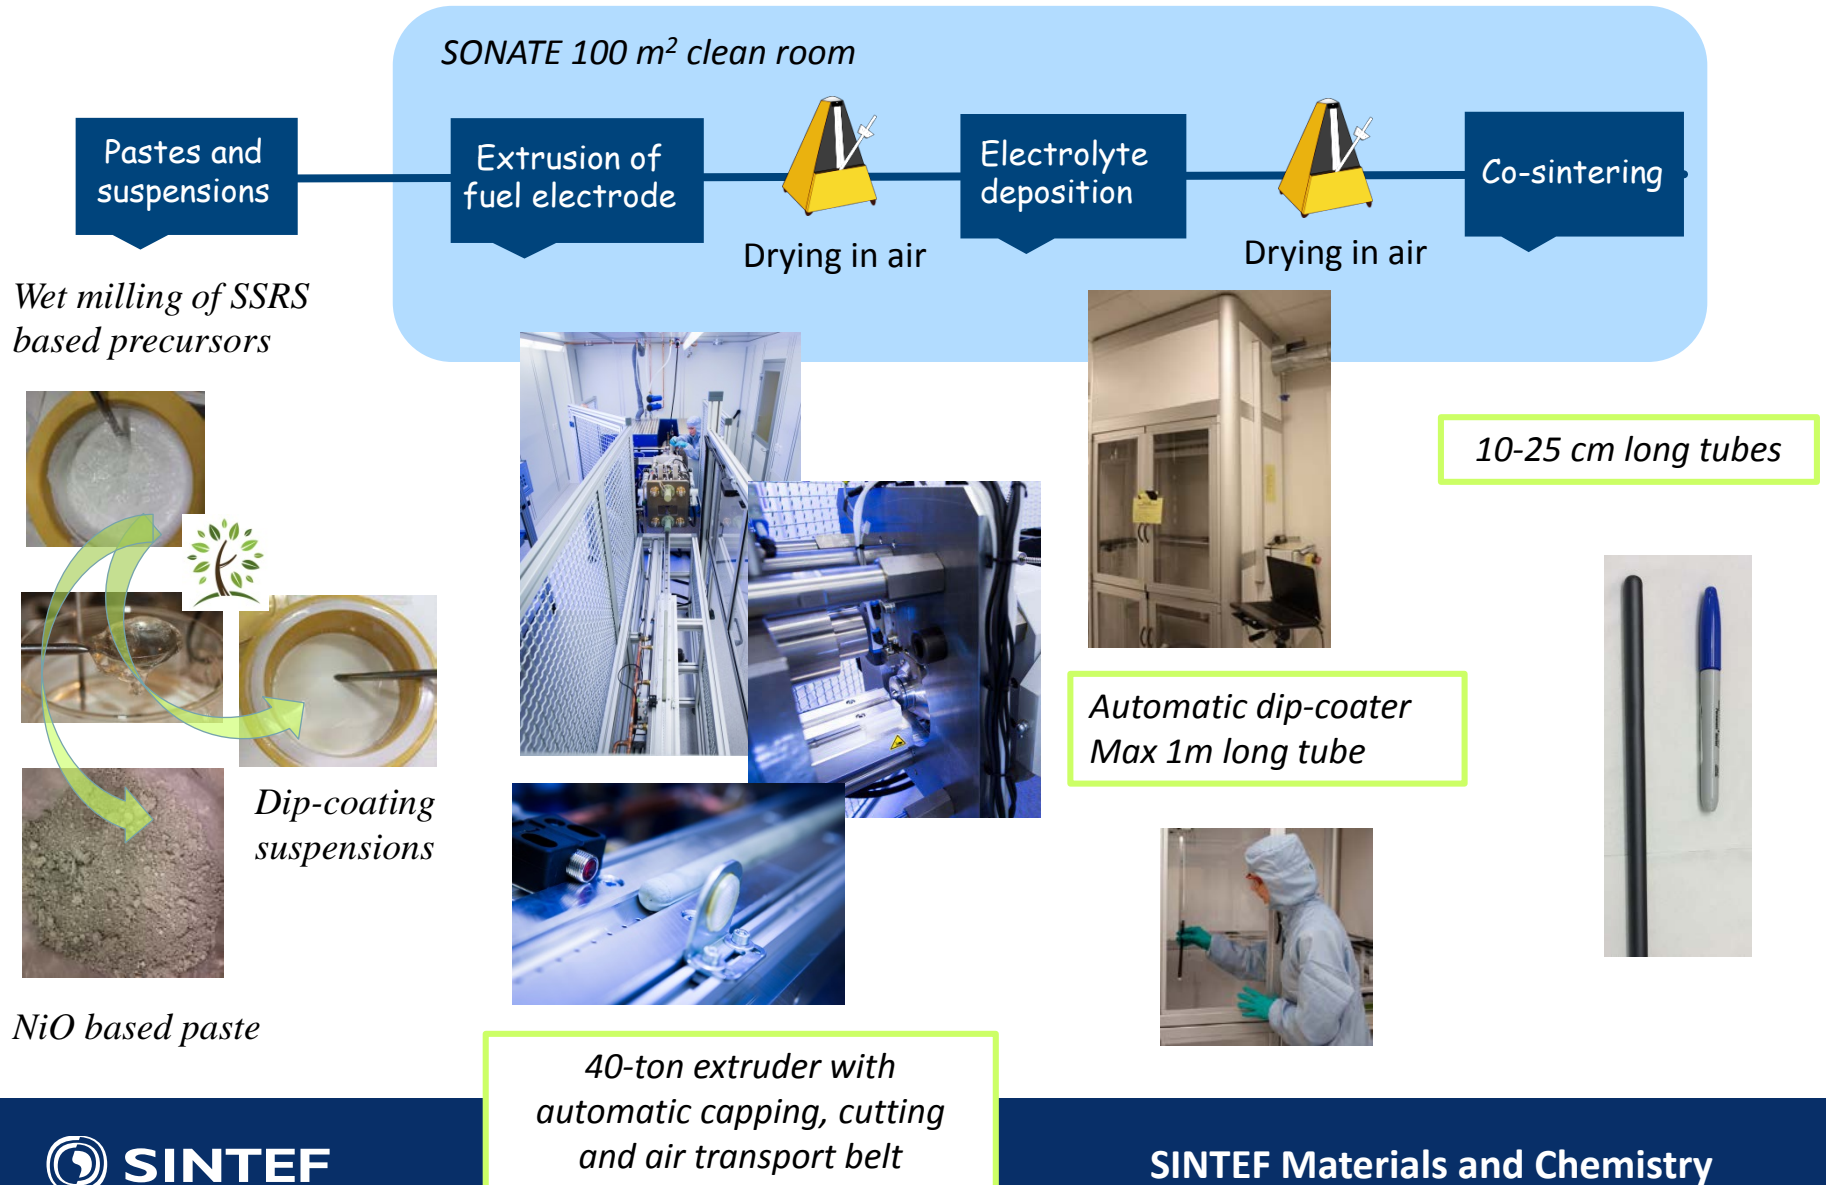 SONATE 100 m² clean room
Pastes and
suspensions
Extrusion of
fuel electrode
Drying in air
Electrolyte
deposition
Drying in air
Co-sintering
Wet milling of SSRS
based precursors
Dip-coating
suspensions
NiO based paste
40-ton extruder with
automatic capping, cutting
and air transport belt
Automatic dip-coater
Max 1m long tube
10-25 cm long tubes
SINTEF
SINTEF Materials and Chemistry